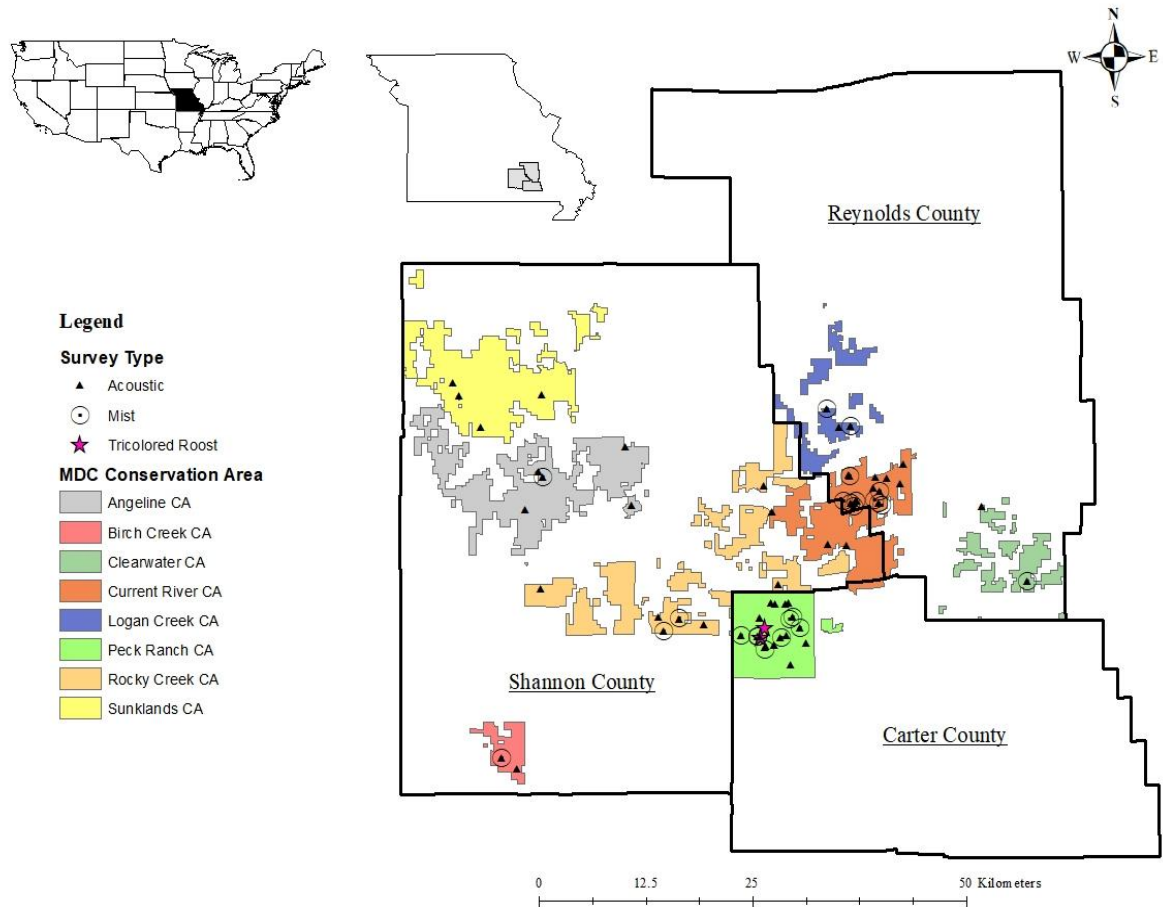 N
W E
S
Reynolds County
Legend
Survey Type
Acoustic
Mist
Tricolored Roost
MDC Conservation Area
Angeline CA
Birch Creek CA
Clearwater CA
Current River CA
Logan Creek CA
Peck Ranch CA
Rocky Creek CA
Sunklands CA
Shannon County
Carter County
0 12.5 25 50 Kilometers